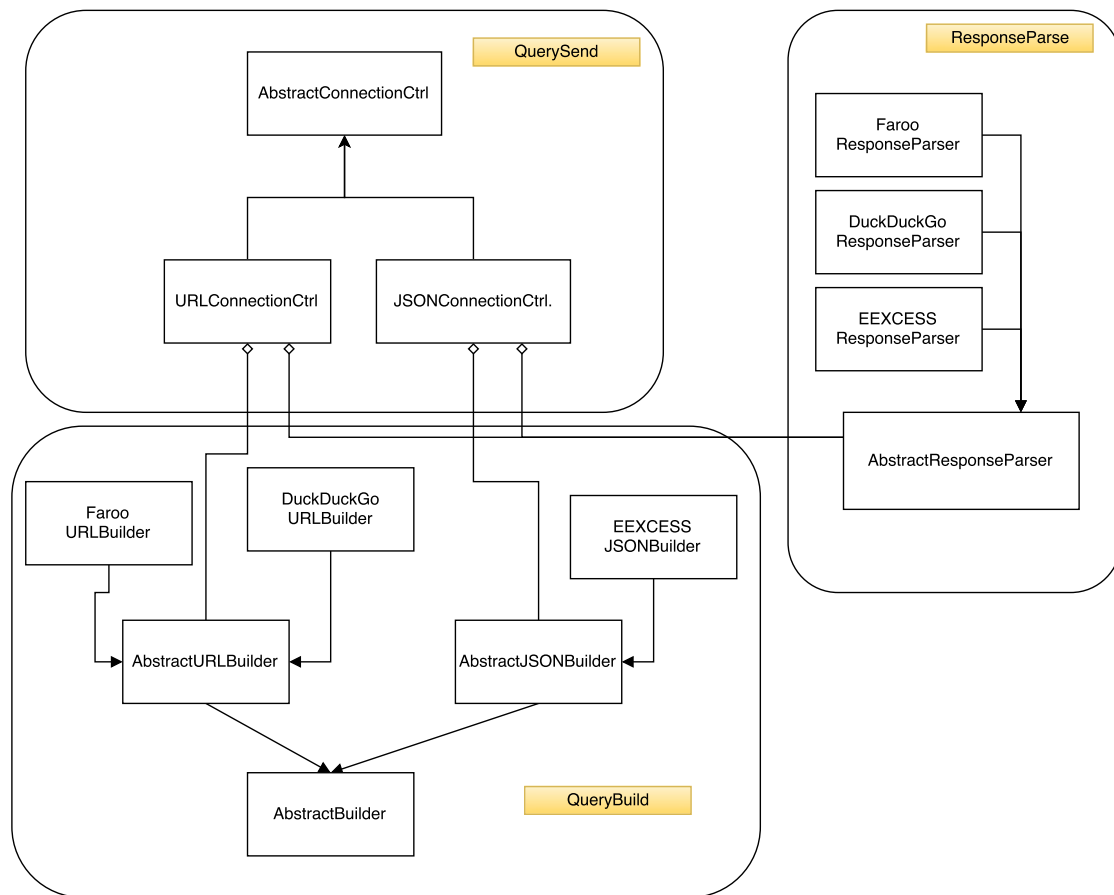 QuerySend
AbstractConnectionCtrl
URLConnectionCtrl
JSONConnectionCtrl.
ResponseParse
Faroo
ResponseParser
DuckDuckGo
ResponseParser
EEXCESS
ResponseParser
AbstractResponseParser
Faroo
URLBuilder
DuckDuckGo
URLBuilder
EEXCESS
JSONBuilder
AbstractURLBuilder
AbstractJSONBuilder
AbstractBuilder
QueryBuild